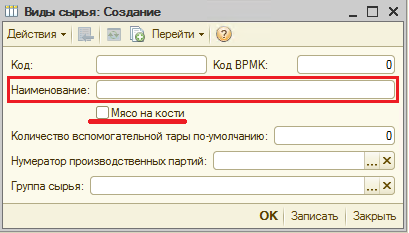 Виды сырья: Создание
Действия Перейти ?
Код: Код ВРМК: 0
Наименование:
Мясо на кости
Количество вспомогательной тары по-умолчанию: 0
Нумератор производственных партий: ... x
Группа сырья: ... x
OK Записать Закрыть